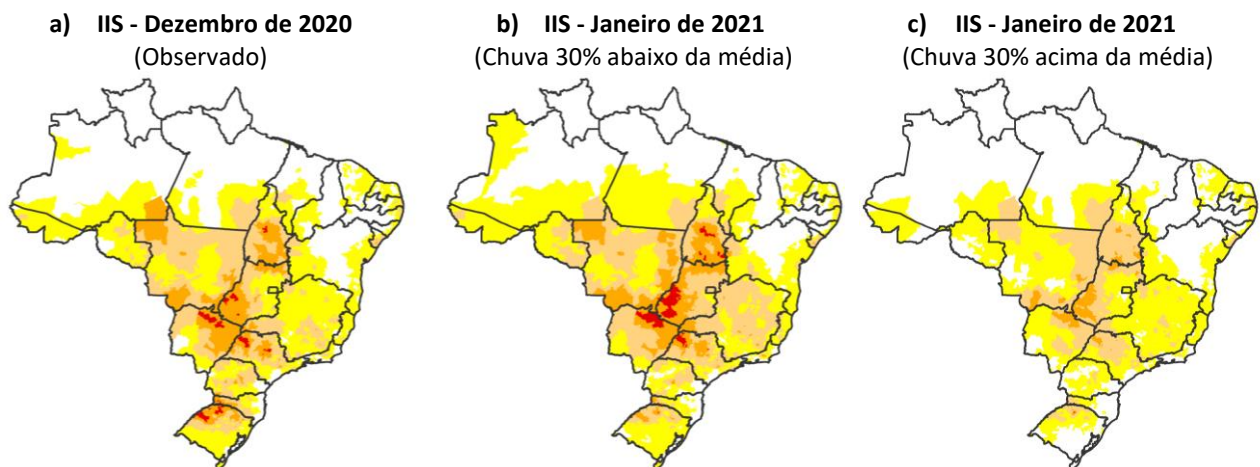 a) IIS - Dezembro de 2020
(Observado)
b) IIS - Janeiro de 2021
(Chuva 30% abaixo da média)
c) IIS - Janeiro de 2021
(Chuva 30% acima da média)